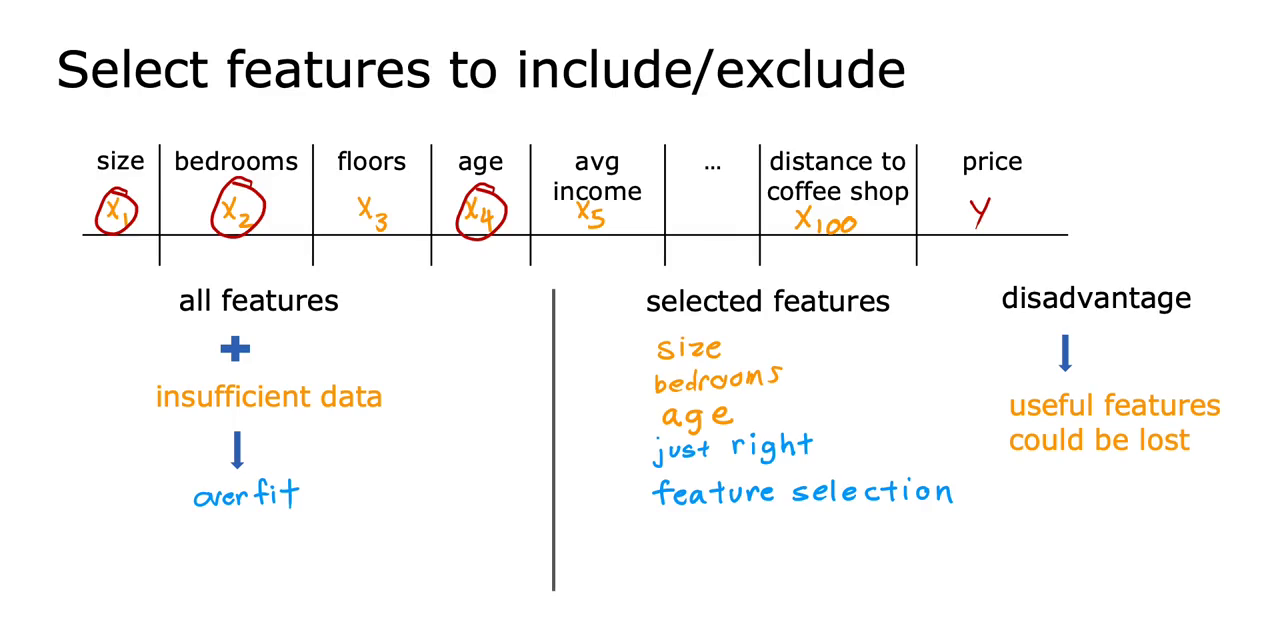 Select features to include/exclude
size bedrooms floors age avg income ... distance to coffee shop price
x₁ x₂ x₃ x₄ x₅ x₁₀₀ y
all features
insufficient data
overfit
selected features
size
bedrooms
age
just right
feature selection
disadvantage
useful features
could be lost